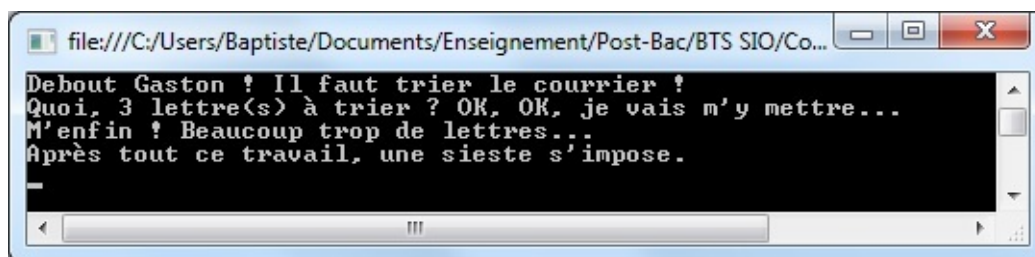 file:///C:/Users/Baptiste/Documents/Enseignement/Post-Bac/BTS SIO/Co...
Debout Gaston ! Il faut trier le courrier !
Quoi, 3 lettre(s) à trier ? OK, OK, je vais m'y mettre...
M'enfin ! Beaucoup trop de lettres...
Après tout ce travail, une sieste s'impose.